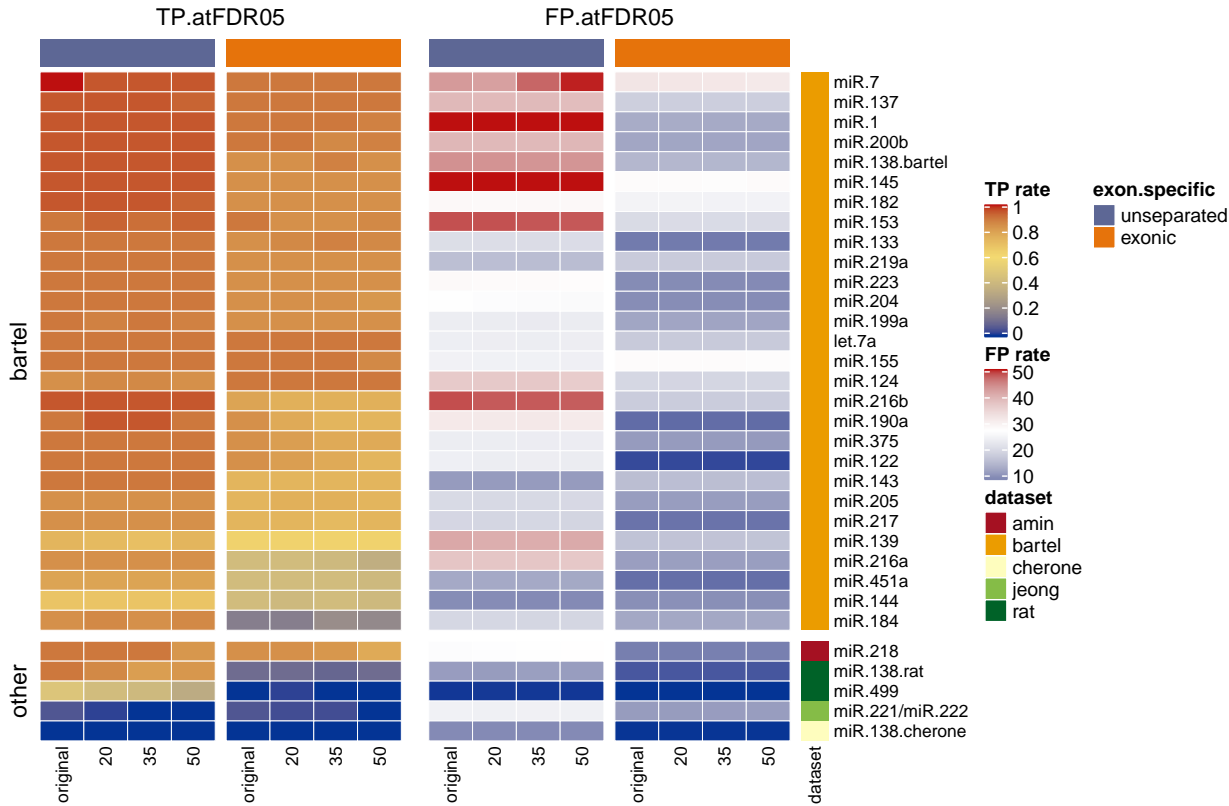 TP.atFDR05
FP.atFDR05
bartel
other
miR.7
miR.137
miR.1
miR.200b
miR.138.bartel
miR.145
miR.182
miR.153
miR.133
miR.219a
miR.223
miR.204
miR.199a
let.7a
miR.155
miR.124
miR.216b
miR.190a
miR.375
miR.122
miR.143
miR.205
miR.217
miR.139
miR.216a
miR.451a
miR.144
miR.184
miR.218
miR.138.rat
miR.499
miR.221/miR.222
miR.138.cherone
original
20
35
50
original
20
35
50
original
20
35
50
original
20
35
50
dataset
TP rate
1
0.8
0.6
0.4
0.2
0
FP rate
50
40
30
20
10
dataset
amin
bartel
cherone
jeong
rat
exon.specific
unseparated
exonic